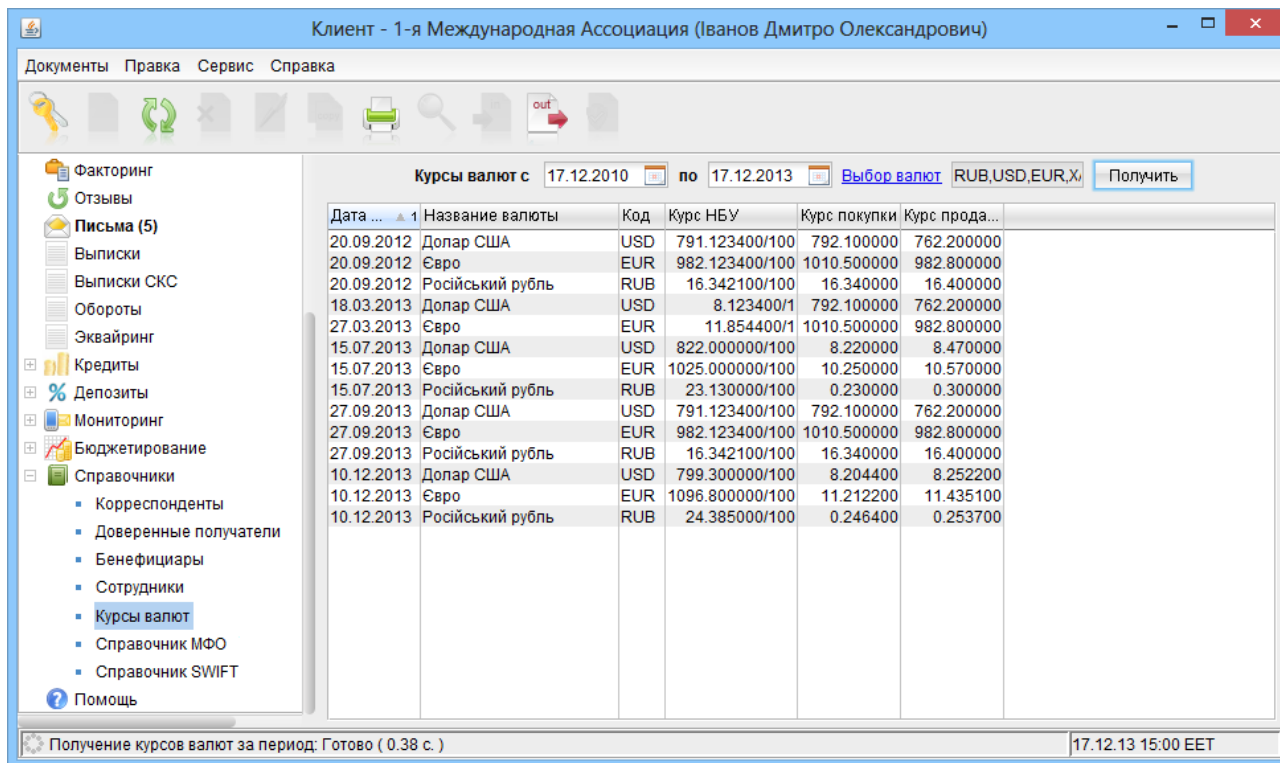 Клиент - 1-я Международная Ассоциация (Іванов Дмитро Олександрович)
Документы Правка Сервис Справка
out
Факторинг
Отзывы
Письма (5)
Выписки
Выписки СКС
Обороты
Эквайринг
Кредиты
Депозиты
Мониторинг
Бюджетирование
Справочники
Корреспонденты
Доверенные получатели
Бенефициары
Сотрудники
Курсы валют
Справочник МФО
Справочник SWIFT
Помощь
Курсы валют с 17.12.2010 по 17.12.2013 Выбор валют RUB,USD,EUR,X Получить
Дата ... 1 Название валюты Код Курс НБУ Курс покупки Курс прода...
20.09.2012 Долар США USD 791.123400/100 792.100000 762.200000
20.09.2012 Євро EUR 982.123400/100 1010.500000 982.800000
20.09.2012 Російський рубль RUB 16.342100/100 16.340000 16.400000
18.03.2013 Долар США USD 8.123400/1 792.100000 762.200000
27.03.2013 Євро EUR 11.854400/1 1010.500000 982.800000
15.07.2013 Долар США USD 822.000000/100 8.220000 8.470000
15.07.2013 Євро EUR 1025.000000/100 10.250000 10.570000
15.07.2013 Російський рубль RUB 23.130000/100 0.230000 0.300000
27.09.2013 Долар США USD 791.123400/100 792.100000 762.200000
27.09.2013 Євро EUR 982.123400/100 1010.500000 982.800000
27.09.2013 Російський рубль RUB 16.342100/100 16.340000 16.400000
10.12.2013 Долар США USD 799.300000/100 8.204400 8.252200
10.12.2013 Євро EUR 1096.800000/100 11.212200 11.435100
10.12.2013 Російський рубль RUB 24.385000/100 0.246400 0.253700
Получение курсов валют за период: Готово ( 0.38 с. ) 17.12.13 15:00 EET